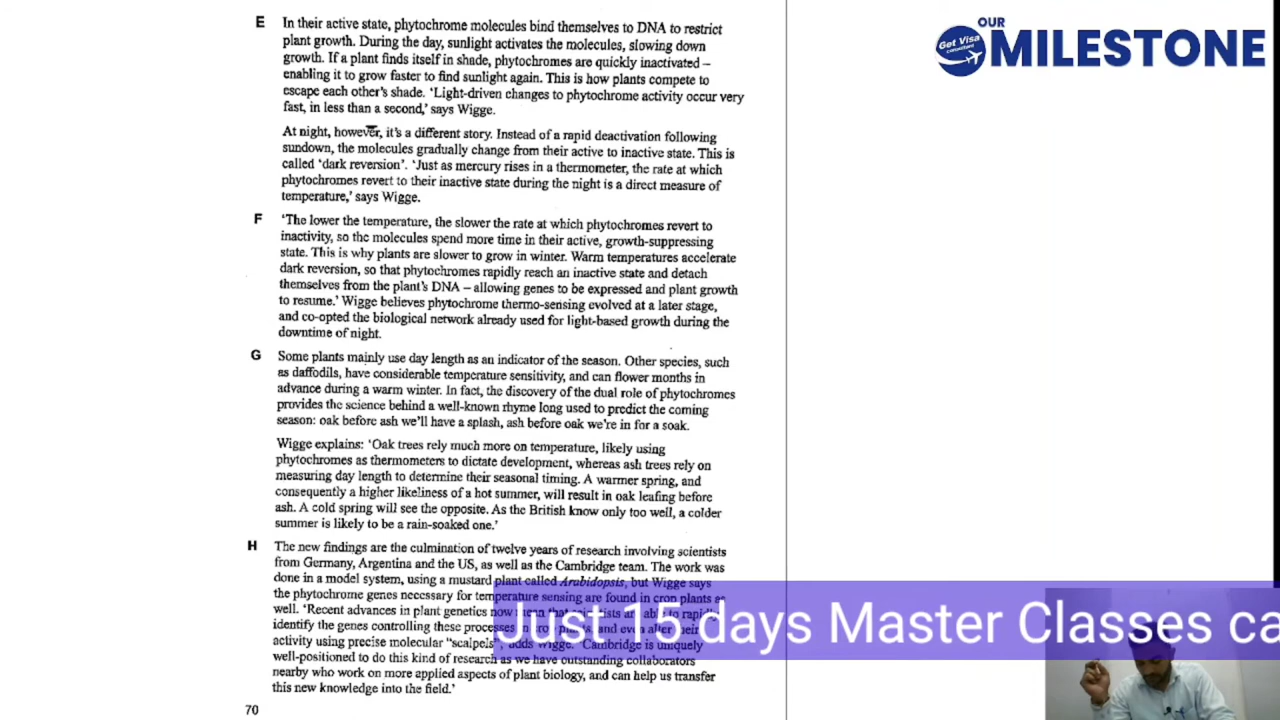 OUR
Get Visa
MILESTONE
E In their active state, phytochrome molecules bind themselves to DNA to restrict
plant growth. During the day, sunlight activates the molecules, slowing down
growth. If a plant finds itself in shade, phytochromes are quickly inactivated –
enabling it to grow faster to find sunlight again. This is how plants compete to
escape each other's shade. 'Light-driven changes to phytochrome activity occur very
fast, in less than a second,' says Wigge.
At night, however, it's a different story. Instead of a rapid deactivation following
sundown, the molecules gradually change from their active to inactive state. This is
called 'dark reversion'. 'Just as mercury rises in a thermometer, the rate at which
phytochromes revert to their inactive state during the night is a direct measure of
temperature,' says Wigge.
F 'The lower the temperature, the slower the rate at which phytochromes revert to
inactivity, so the molecules spend more time in their active, growth-suppressing
state. This is why plants are slower to grow in winter. Warm temperatures accelerate
dark reversion, so that phytochromes rapidly reach an inactive state and detach
themselves from the plant's DNA – allowing genes to be expressed and plant growth
to resume.' Wigge believes phytochrome thermo-sensing evolved at a later stage,
and co-opted the biological network already used for light-based growth during the
downtime of night.
G Some plants mainly use day length as an indicator of the season. Other species, such
as daffodils, have considerable temperature sensitivity, and can flower months in
advance during a warm winter. In fact, the discovery of the dual role of phytochromes
provides the science behind a well-known rhyme long used to predict the coming
season: oak before ash we'll have a splash, ash before oak we're in for a soak.
Wigge explains: 'Oak trees rely much more on temperature, likely using
phytochromes as thermometers to dictate development, whereas ash trees rely on
measuring day length to determine their seasonal timing. A warmer spring, and
consequently a higher likeliness of a hot summer, will result in oak leafing before
ash. A cold spring will see the opposite. As the British know only too well, a colder
summer is likely to be a rain-soaked one.'
H The new findings are the culmination of twelve years of research involving scientists
from Germany, Argentina and the US, as well as the Cambridge team. The work was
done in a model system, using a mustard plant called Arabidopsis, but Wigge says
the phytochrome genes necessary for temperature sensing are found in crop plants as
well. 'Recent advances in plant genetics now
identify the genes controlling these processes in and even alter their
activity using precise molecular "scalpels", adds Wigge. 'Cambridge is uniquely
well-positioned to do this kind of research as we have outstanding collaborators
nearby who work on more applied aspects of plant biology, and can help us transfer
this new knowledge into the field.'
Just 15 days Master Classes ca
70